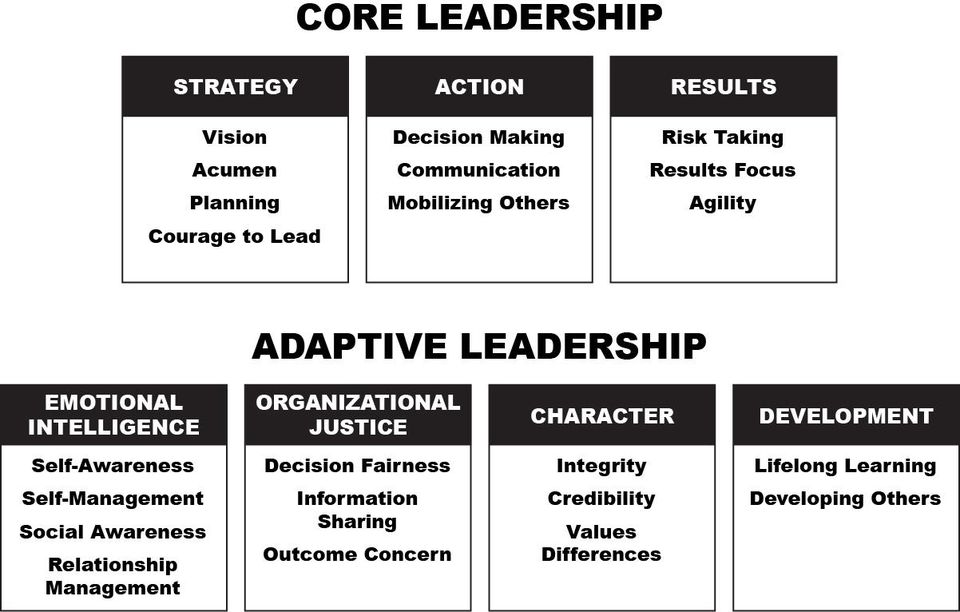 CORE LEADERSHIP
STRATEGY
Vision
Acumen
Planning
Courage to Lead
ACTION
Decision Making
Communication
Mobilizing Others
RESULTS
Risk Taking
Results Focus
Agility
ADAPTIVE LEADERSHIP
EMOTIONAL
INTELLIGENCE
Self-Awareness
Self-Management
Social Awareness
Relationship
Management
ORGANIZATIONAL
JUSTICE
Decision Fairness
Information
Sharing
Outcome Concern
CHARACTER
Integrity
Credibility
Values
Differences
DEVELOPMENT
Lifelong Learning
Developing Others